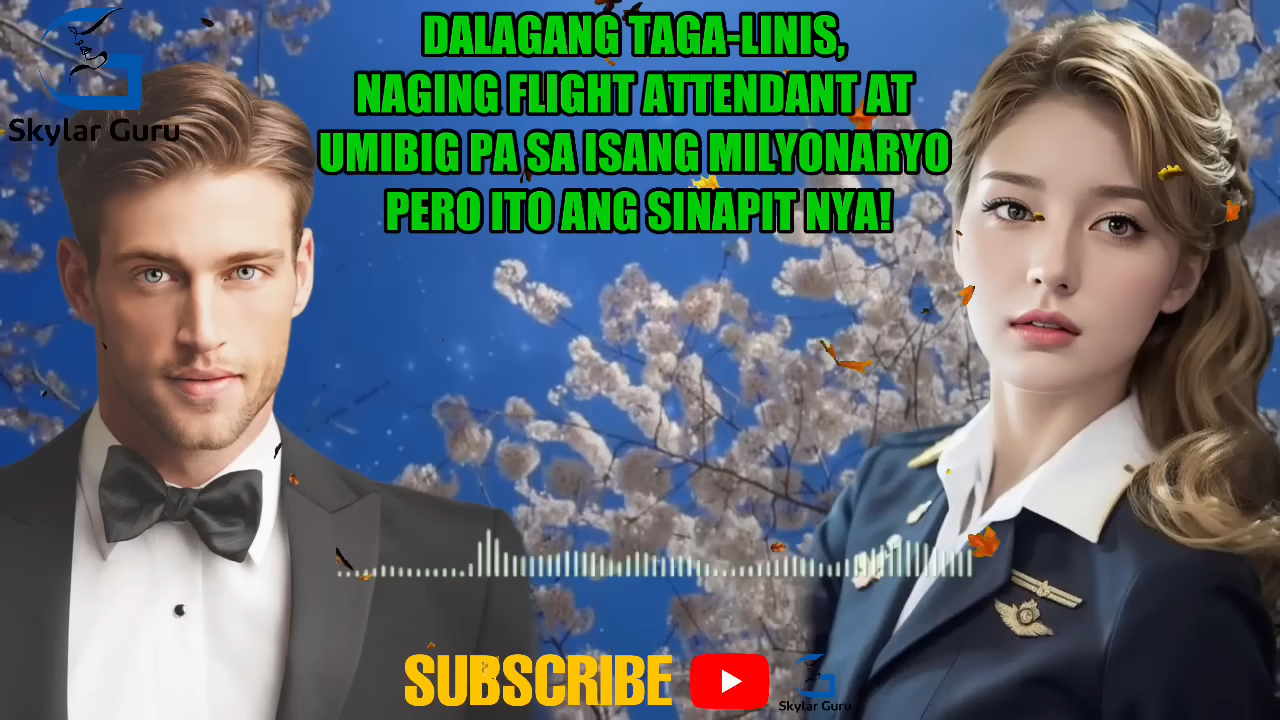 Skylar Guru
DALAGANG TAGA-LINIS,
NAGING FLIGHT ATTENDANT AT
UMIBIG PA SA ISANG MILYONARYO
PERO ITO ANG SINAPIT NYA!
SUBSCRIBE
Skylar Guru